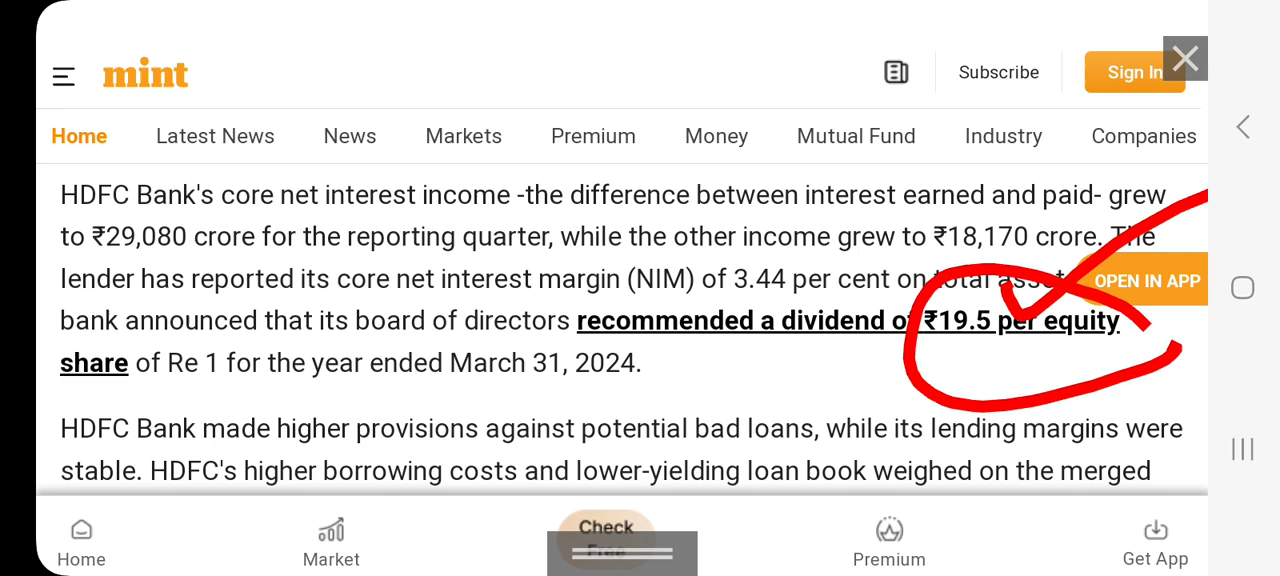 mint
Subscribe
Sign In
Home Latest News News Markets Premium Money Mutual Fund Industry Companies
HDFC Bank's core net interest income -the difference between interest earned and paid- grew
to ₹29,080 crore for the reporting quarter, while the other income grew to ₹18,170 crore. The
lender has reported its core net interest margin (NIM) of 3.44 per cent on total
OPEN IN APP
bank announced that its board of directors recommended a dividend of ₹19.5 per equity
share of Re 1 for the year ended March 31, 2024.
HDFC Bank made higher provisions against potential bad loans, while its lending margins were
stable. HDFC's higher borrowing costs and lower-yielding loan book weighed on the merged
Check
Home Market Premium Get App